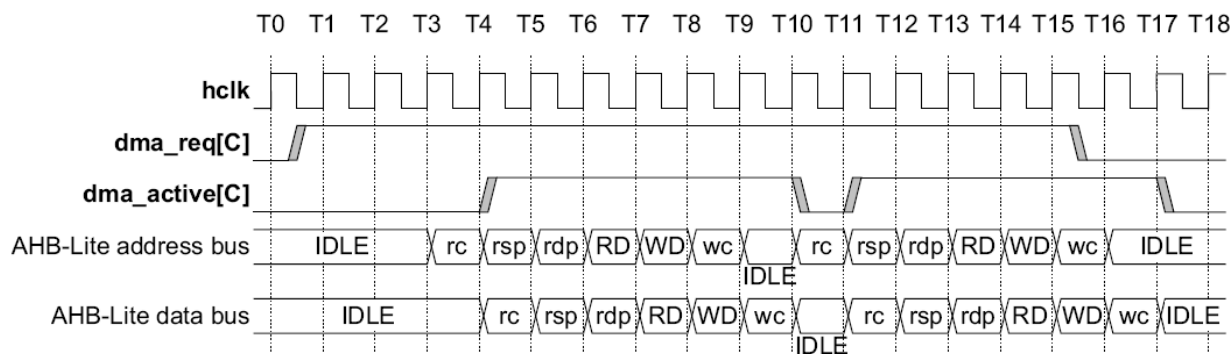 T0 T1 T2 T3 T4 T5 T6 T7 T8 T9 T10 T11 T12 T13 T14 T15 T16 T17 T18
hclk
dma_req[C]
dma_active[C]
AHB-Lite address bus IDLE rc rsp rdp RD WD wc IDLE rc rsp rdp RD WD wc IDLE
AHB-Lite data bus IDLE rc rsp rdp RD WD wc IDLE rc rsp rdp RD WD wc IDLE